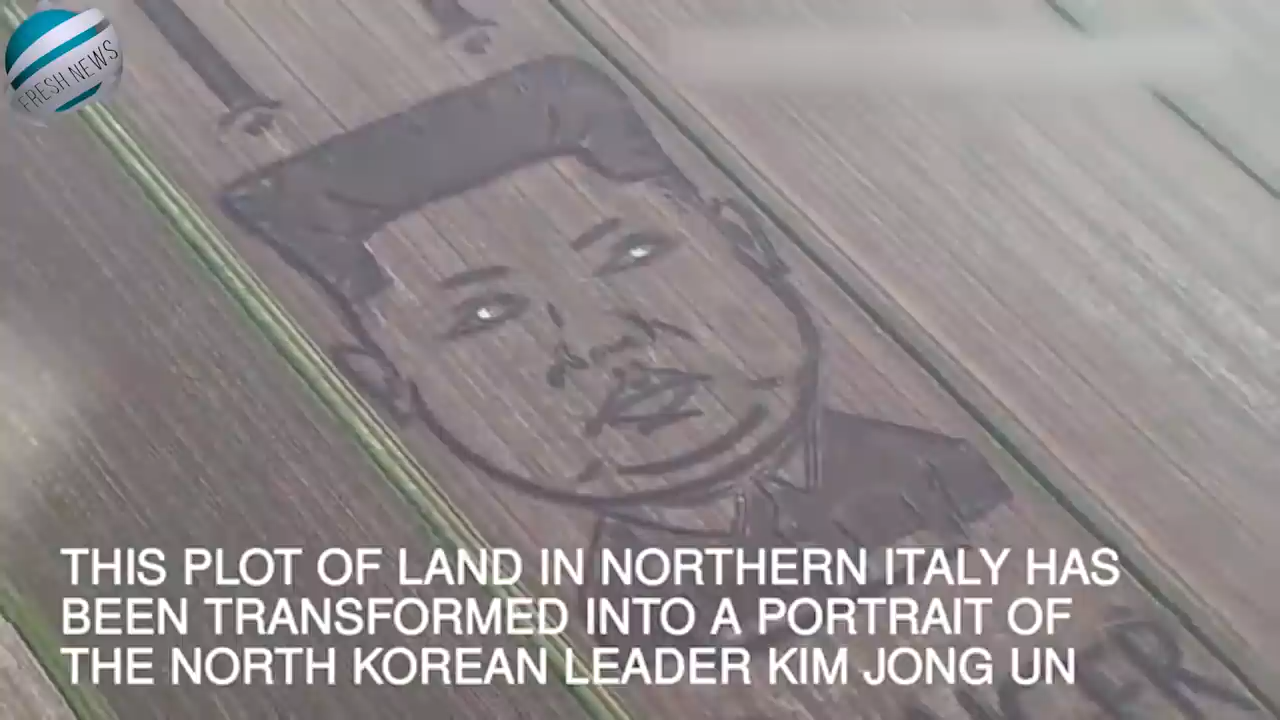 FRESH NEWS
THIS PLOT OF LAND IN NORTHERN ITALY HAS
BEEN TRANSFORMED INTO A PORTRAIT OF
THE NORTH KOREAN LEADER KIM JONG UN